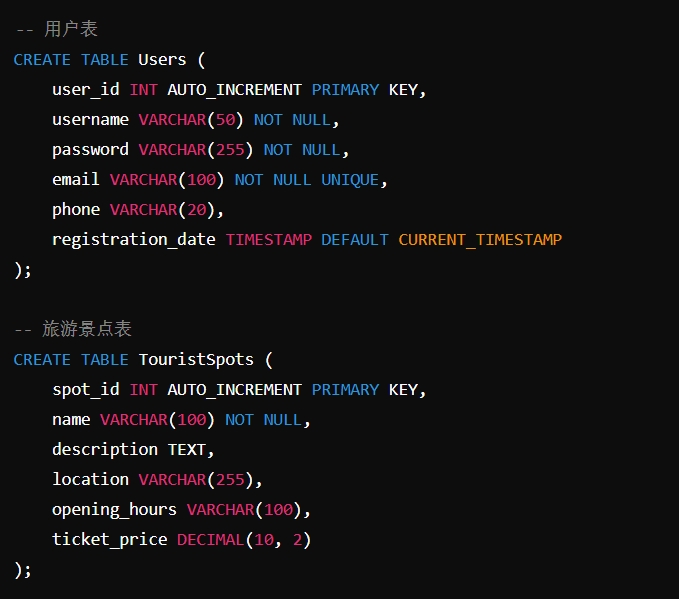 -- 用户表
CREATE TABLE Users (
    user_id INT AUTO_INCREMENT PRIMARY KEY,
    username VARCHAR(50) NOT NULL,
    password VARCHAR(255) NOT NULL,
    email VARCHAR(100) NOT NULL UNIQUE,
    phone VARCHAR(20),
    registration_date TIMESTAMP DEFAULT CURRENT_TIMESTAMP
);

-- 旅游景点表
CREATE TABLE TouristSpots (
    spot_id INT AUTO_INCREMENT PRIMARY KEY,
    name VARCHAR(100) NOT NULL,
    description TEXT,
    location VARCHAR(255),
    opening_hours VARCHAR(100),
    ticket_price DECIMAL(10, 2)
);